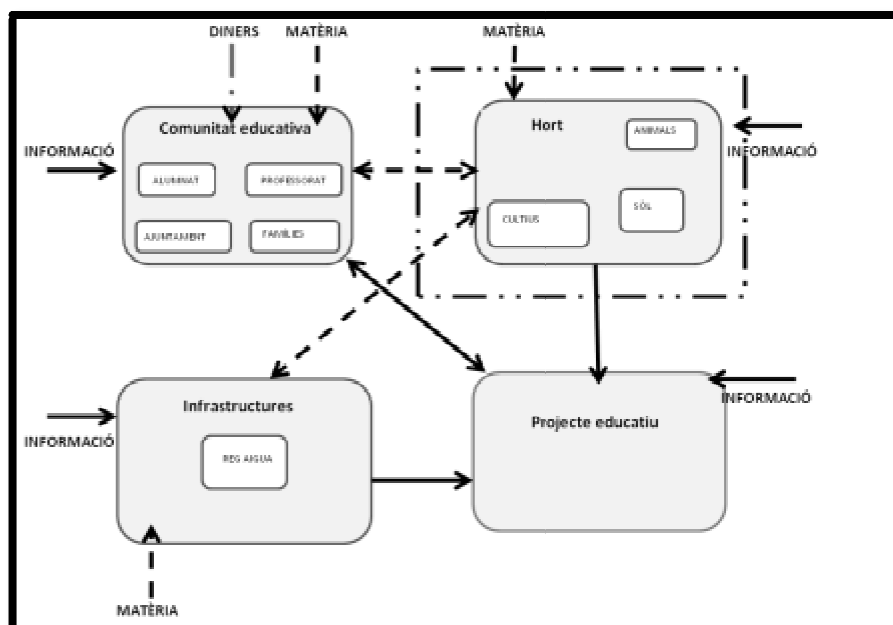 DINERS
MATÈRIA
MATÈRIA
Comunitat educativa
Hort
ANIMALS
INFORMACIÓ
INFORMACIÓ
ALUMNAT
PROFESSORAT
SÒL
CULTIUS
AJUNTAMENT
FAMÍLIES
Infrastructures
Projecte educatiu
INFORMACIÓ
INFORMACIÓ
REG AIGUA
MATÈRIA